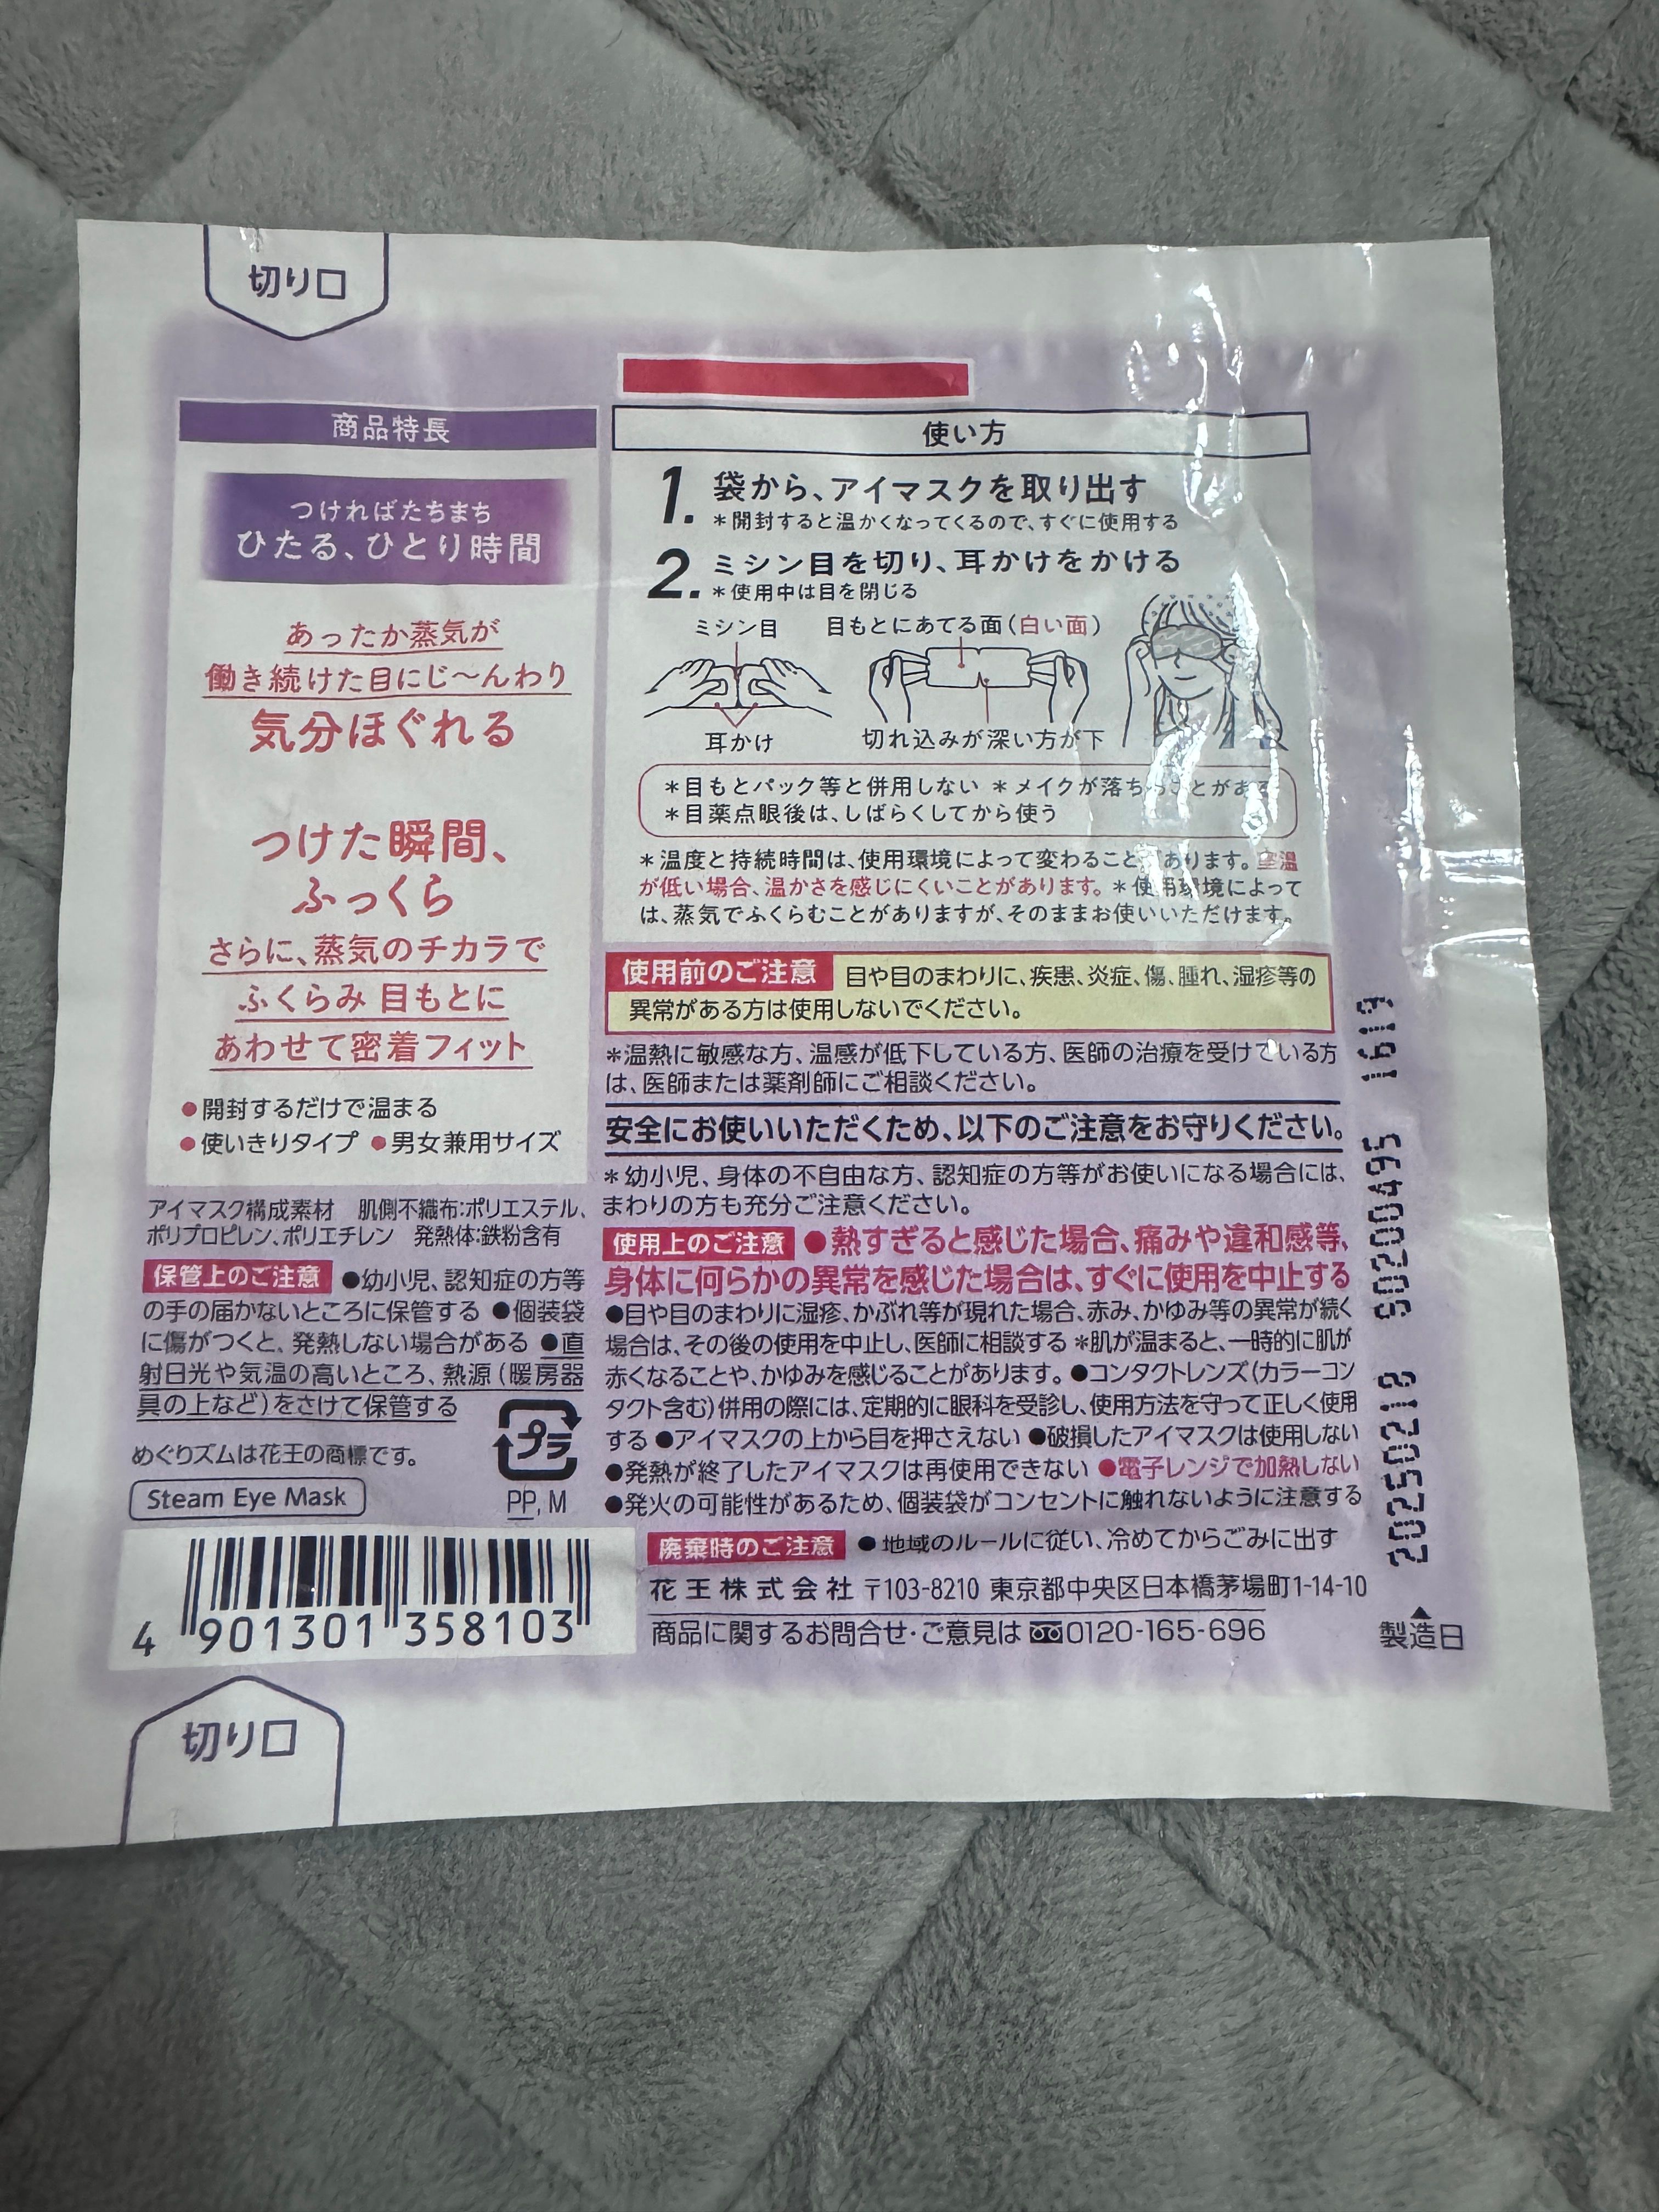 切り口
商品特長
つければたちまち
ひたる、ひとり時間
あったか蒸気が
働き続けた目にじ〜んわり
気分ほぐれる
つけた瞬間、
ふっくら
さらに、蒸気のチカラで
ふくらみ 目もとに
あわせて密着フィット
●開封するだけで温まる
●使いきりタイプ ●男女兼用サイズ
アイマスク構成素材 肌側不織布:ポリエステル、
ポリプロピレン、ポリエチレン 発熱体:鉄粉含有
保管上のご注意 ●幼小児、認知症の方等
の手の届かないところに保管する ●個装袋
に傷がつくと、発熱しない場合がある ●直
射日光や気温の高いところ、熱源(暖房器
具の上など)をさけて保管する
めぐりズムは花王の商標です。
Steam Eye Mask
プラ
PP, M
4 901301 358103
使い方
1. 袋から、アイマスクを取り出す
*開封すると温かくなってくるので、すぐに使用する
2. ミシン目を切り、耳かけをかける
*使用中は目を閉じる
ミシン目 目もとにあてる面(白い面)
耳かけ 切れ込みが深い方が下
*目もとパック等と併用しない *メイクが落ちることがある
*目薬点眼後は、しばらくしてから使う
*温度と持続時間は、使用環境によって変わることがあります。室温
が低い場合、温かさを感じにくいことがあります。*使用環境によって
は、蒸気でふくらむことがありますが、そのままお使いいただけます。
使用前のご注意 目や目のまわりに、疾患、炎症、傷、腫れ、湿疹等の
異常がある方は使用しないでください。
*温熱に敏感な方、温感が低下している方、医師の治療を受けている方
は、医師または薬剤師にご相談ください。
安全にお使いいただくため、以下のご注意をお守りください。
*幼小児、身体の不自由な方、認知症の方等がお使いになる場合には、
まわりの方も充分ご注意ください。
使用上のご注意 ●熱すぎると感じた場合、痛みや違和感等、
身体に何らかの異常を感じた場合は、すぐに使用を中止する
●目や目のまわりに湿疹、かぶれ等が現れた場合、赤み、かゆみ等の異常が続く
場合は、その後の使用を中止し、医師に相談する *肌が温まると、一時的に肌が
赤くなることや、かゆみを感じることがあります。●コンタクトレンズ(カラーコン
タクト含む)併用の際には、定期的に眼科を受診し、使用方法を守って正しく使用
する ●アイマスクの上から目を押さえない ●破損したアイマスクは使用しない
●発熱が終了したアイマスクは再使用できない ●電子レンジで加熱しない
●発火の可能性があるため、個装袋がコンセントに触れないように注意する
廃棄時のご注意 ●地域のルールに従い、冷めてからごみに出す
花王株式会社 〒103-8210 東京都中央区日本橋茅場町1-14-10
商品に関するお問合せ・ご意見は 0120-165-696
20250218 S0200495 1619
▲
製造日
切り口